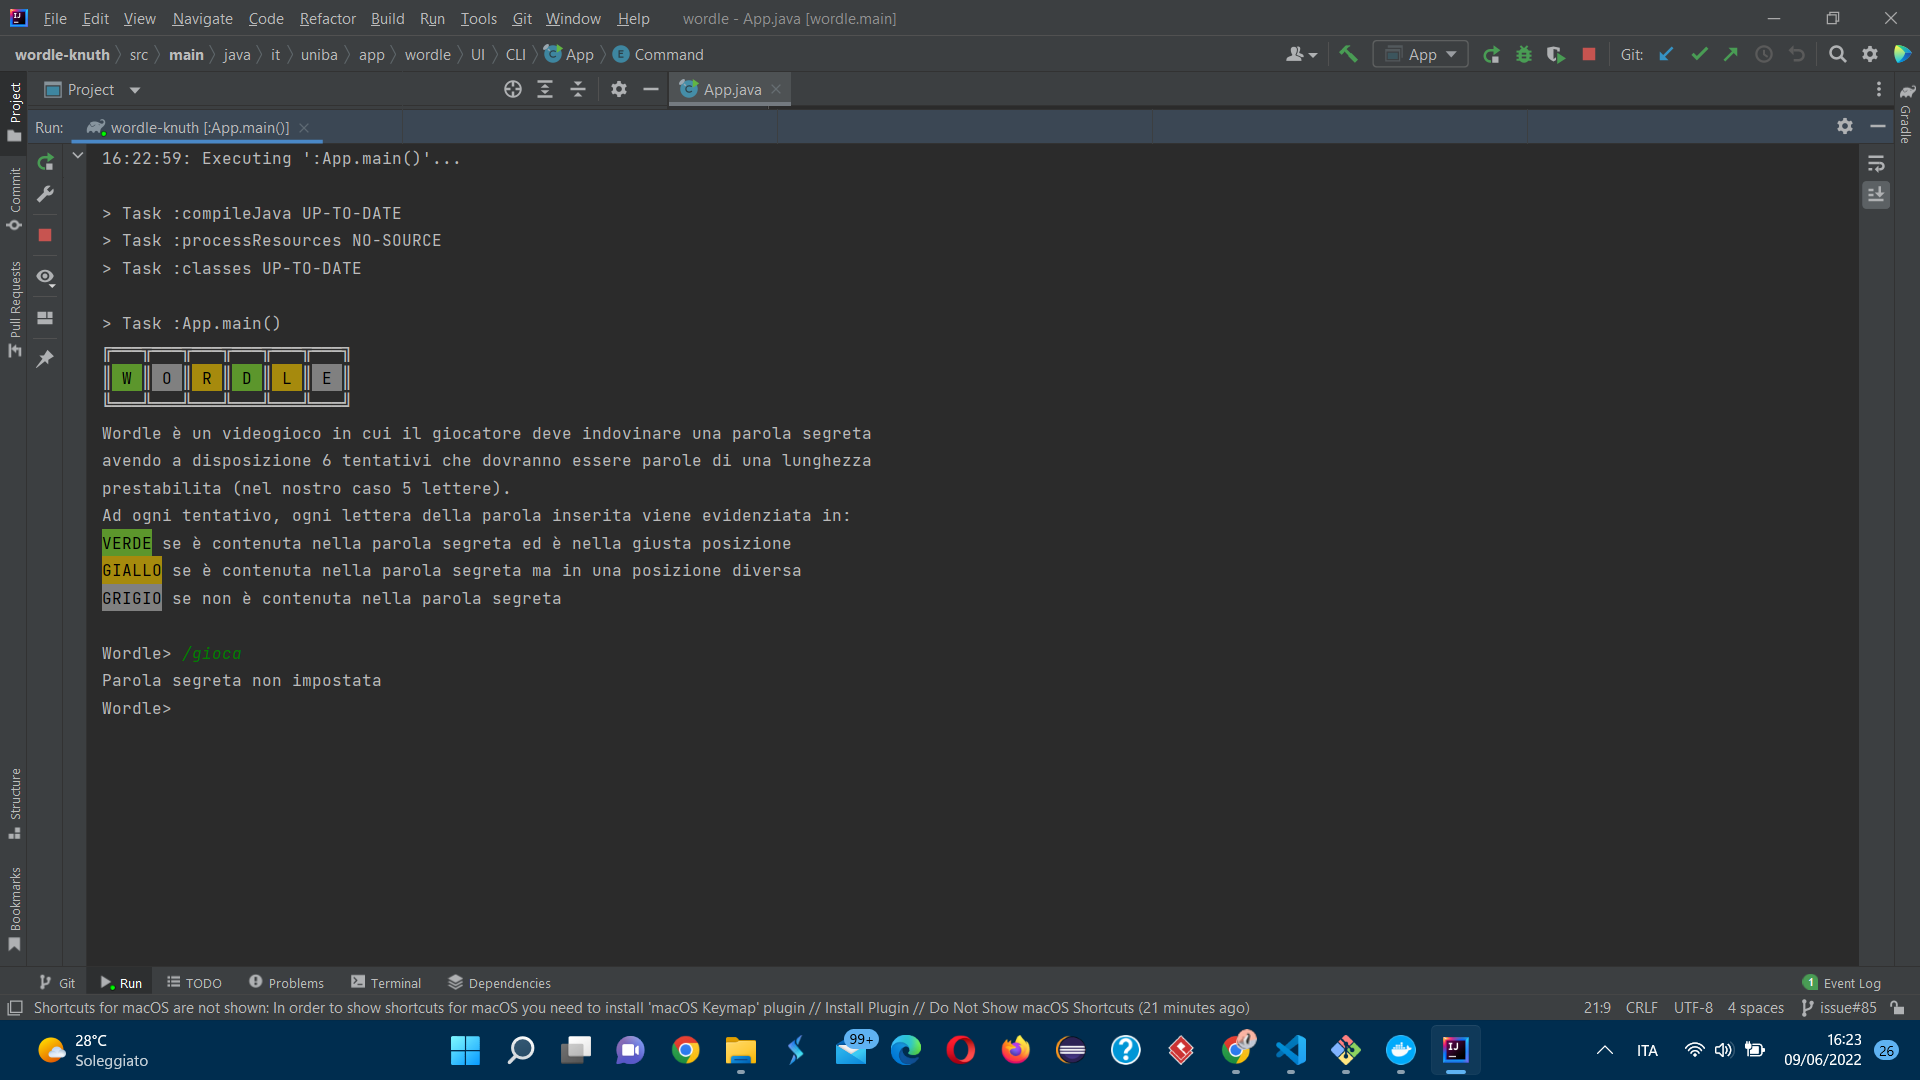 File Edit View Navigate Code Refactor Build Run Tools Git Window Help wordle - App.java [wordle.main]
wordle-knuth src main java it uniba app wordle UI CLI App Command App Git:
Project App.java
Run: wordle-knuth [:App.main()]
16:22:59: Executing ':App.main()'...
> Task :compileJava UP-TO-DATE
> Task :processResources NO-SOURCE
> Task :classes UP-TO-DATE
> Task :App.main()
W O R D L E
Wordle è un videogioco in cui il giocatore deve indovinare una parola segreta
avendo a disposizione 6 tentativi che dovranno essere parole di una lunghezza
prestabilita (nel nostro caso 5 lettere).
Ad ogni tentativo, ogni lettera della parola inserita viene evidenziata in:
VERDE se è contenuta nella parola segreta ed è nella giusta posizione
GIALLO se è contenuta nella parola segreta ma in una posizione diversa
GRIGIO se non è contenuta nella parola segreta
Wordle> /gioca
Parola segreta non impostata
Wordle>
Project
Commit
Pull Requests
Structure
Bookmarks
Gradle
Git Run TODO Problems Terminal Dependencies 1 Event Log
Shortcuts for macOS are not shown: In order to show shortcuts for macOS you need to install 'macOS Keymap' plugin // Install Plugin // Do Not Show macOS Shortcuts (21 minutes ago) 21:9 CRLF UTF-8 4 spaces issue#85
28°C
Soleggiato
99+
ITA
16:23
09/06/2022
26